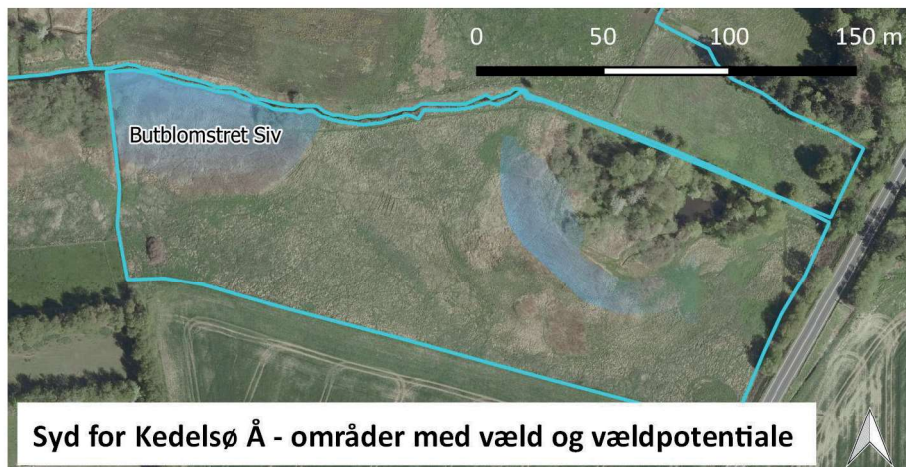 0 50 100 150 m
Butblomstret Siv
Syd for Kedelsø Å - områder med væld og vældpotentiale